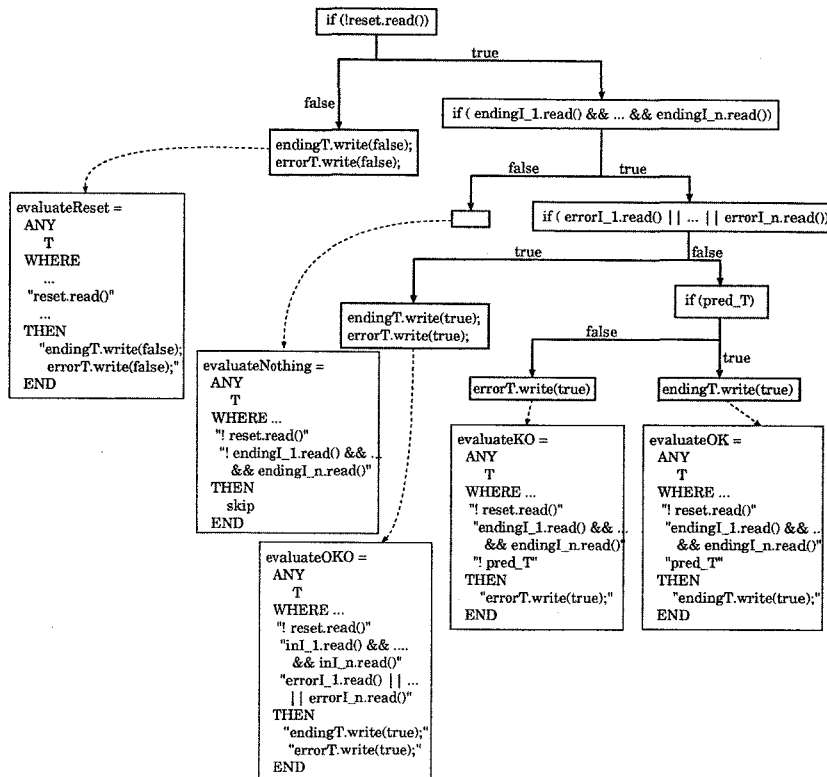 if (!reset.read())
true
false
if ( endingI_1.read() && ... && endingI_n.read())
endingT.write(false);
errorT.write(false);
false
true
if ( errorI_1.read() || ... || errorI_n.read())
evaluateReset =
ANY
T
WHERE
...
"reset.read()"
...
THEN
"endingT.write(false);
errorT.write(false);"
END
true
false
if (pred_T)
endingT.write(true);
errorT.write(true);
false
true
errorT.write(true)
endingT.write(true)
evaluateNothing =
ANY
T
WHERE ...
"! reset.read()"
"! endingI_1.read() && ...
&& endingI_n.read()"
THEN
skip
END
evaluateKO =
ANY
T
WHERE ...
"! reset.read()"
"endingI_1.read() && ...
&& endingI_n.read()"
"! pred_T"
THEN
"errorT.write(true);"
END
evaluateOK =
ANY
T
WHERE ...
"! reset.read()"
"endingI_1.read() && ...
&& endingI_n.read()"
"pred_T"
THEN
"endingT.write(true);"
END
evaluateOKO =
ANY
T
WHERE ...
"! reset.read()"
"inI_1.read() && ....
&& inI_n.read()"
"errorI_1.read() || ...
|| errorI_n.read()"
THEN
"endingT.write(true);"
"errorT.write(true);"
END